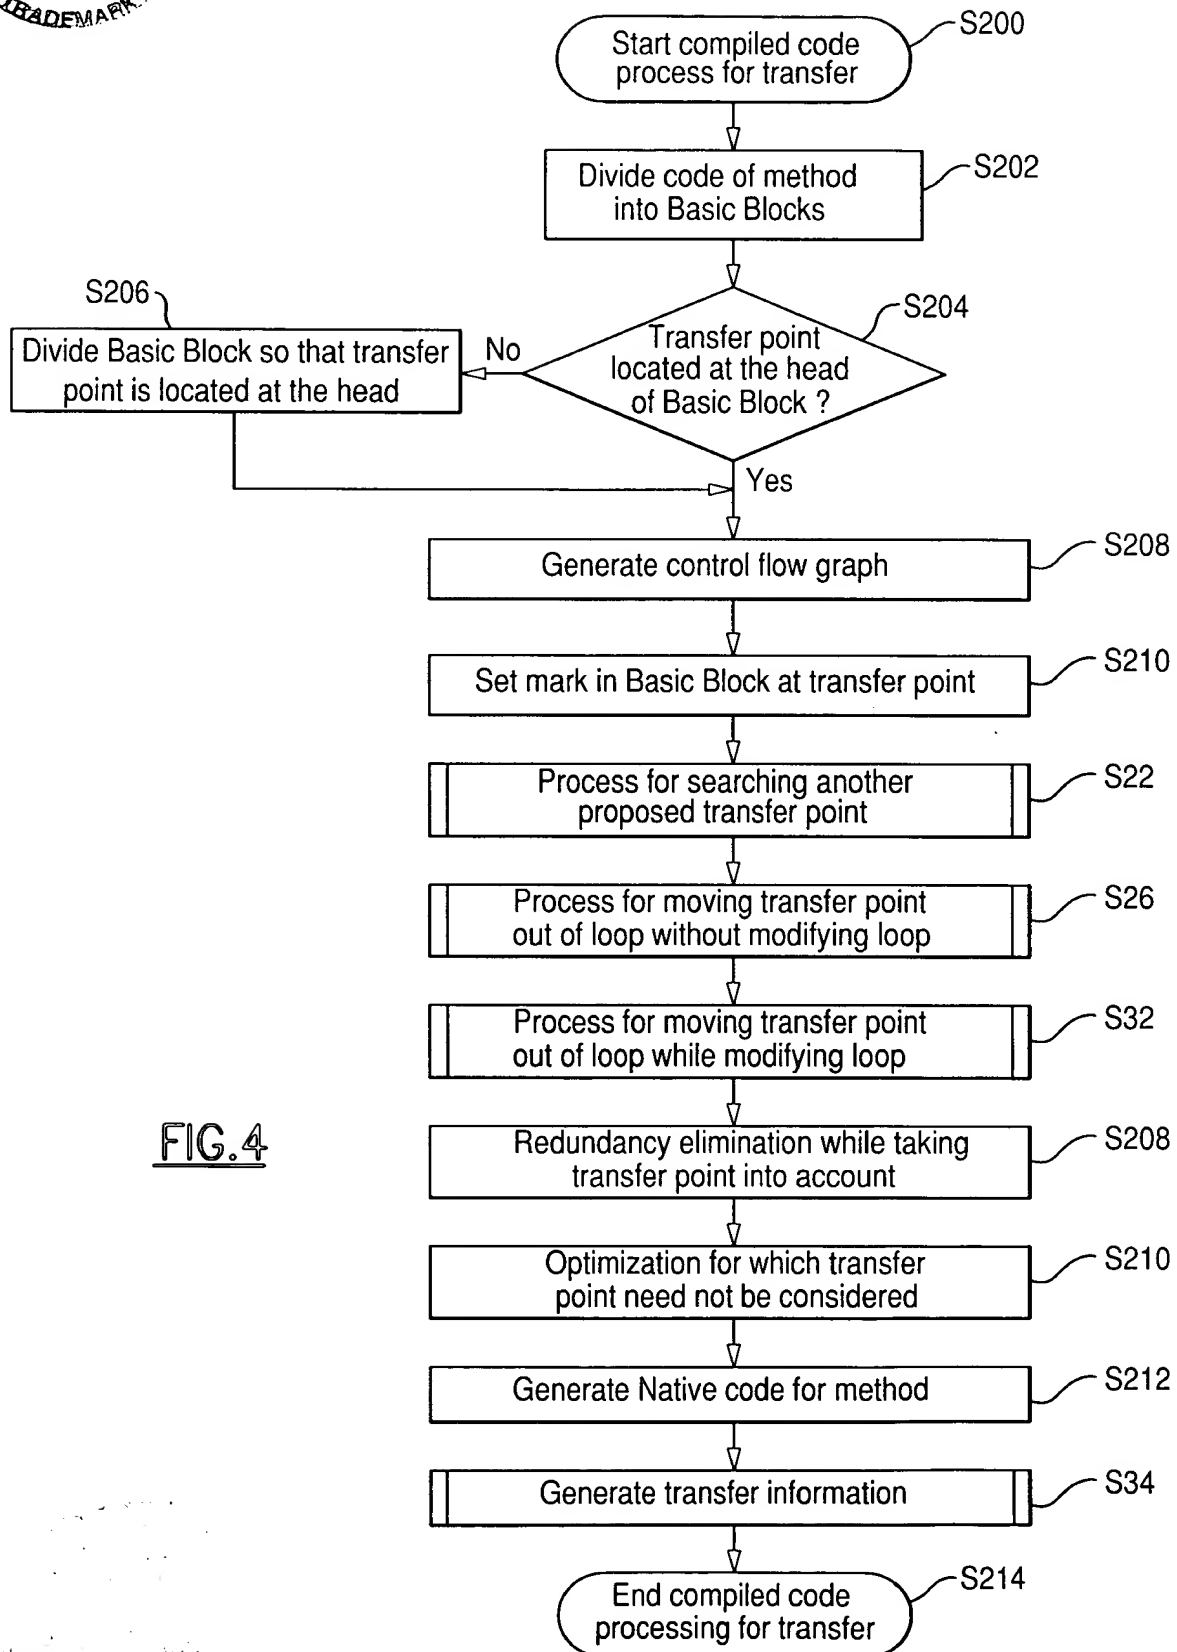 TRADEMARK
S200
Start compiled code
process for transfer
S202
Divide code of method
into Basic Blocks
S206
S204
Divide Basic Block so that transfer
point is located at the head
No
Transfer point
located at the head
of Basic Block ?
Yes
S208
Generate control flow graph
S210
Set mark in Basic Block at transfer point
S22
Process for searching another
proposed transfer point
S26
Process for moving transfer point
out of loop without modifying loop
S32
Process for moving transfer point
out of loop while modifying loop
FIG.4
S208
Redundancy elimination while taking
transfer point into account
S210
Optimization for which transfer
point need not be considered
S212
Generate Native code for method
S34
Generate transfer information
S214
End compiled code
processing for transfer